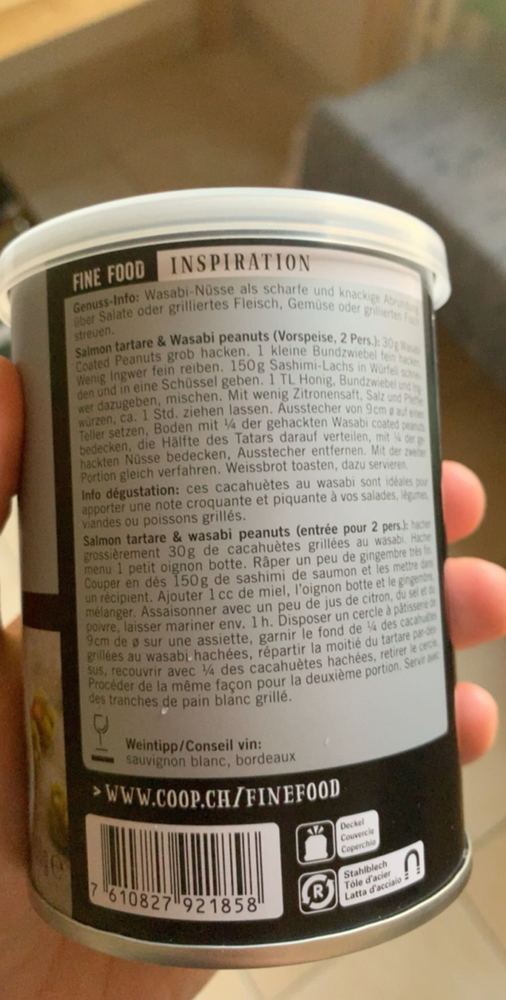 FINE FOOD INSPIRATION
Genuss-Info: Wasabi-Nüsse als scharfe und knackige
über Salate oder grilliertes Fleisch, Gemüse oder grillierten
streuen.
Salmon tartare & Wasabi peanuts (Vorspeise, 2 Pers.): 30g Wasabi
Coated Peanuts grob hacken. 1 kleine Bundzwiebel fein hacken
Wenig Ingwer fein reiben. 150g Sashimi-Lachs in Würfel schnei-
den und in eine Schüssel geben. 1 TL Honig, Bundzwiebel und Ing
wer dazugeben, mischen. Mit wenig Zitronensaft, Salz und Pfeffer
würzen, ca. 1 Std. ziehen lassen. Ausstecher von 9cm ø auf einen
Teller setzen, Boden mit ¼ der gehackten Wasabi coated peanuts
bedecken, die Hälfte des Tatars darauf verteilen, mit ¼ der ge-
hackten Nüsse bedecken, Ausstecher entfernen. Mit der zweiten
Portion gleich verfahren. Weissbrot toasten, dazu servieren.
Info dégustation: ces cacahuètes au wasabi sont idéales pour
apporter une note croquante et piquante à vos salades, légumes,
viandes ou poissons grillés.
Salmon tartare & wasabi peanuts (entrée pour 2 pers.): hacher
grossièrement 30g de cacahuètes grillées au wasabi. Hacher
menu 1 petit oignon botte. Râper un peu de gingembre très fin.
Couper en dés 150g de sashimi de saumon et les mettre dans
un récipient. Ajouter 1 cc de miel, l'oignon botte et le gingembre,
mélanger. Assaisonner avec un peu de jus de citron, du sel et du
poivre, laisser mariner env. 1 h. Disposer un cercle à pâtisserie de
9cm de ø sur une assiette, garnir le fond de ¼ des cacahuètes
grillées au wasabi hachées, répartir la moitié du tartare par-des-
sus, recouvrir avec ¼ des cacahuètes hachées, retirer le cercle.
Procéder de la même façon pour la deuxième portion. Servir avec
des tranches de pain blanc grillé.
Weintipp/Conseil vin:
sauvignon blanc, bordeaux
>WWW.COOP.CH/FINEFOOD
Deckel
Couvercle
Coperchio
R
Stahlblech
Tôle d'acier
Latta d'acciaio
7 610827 921858